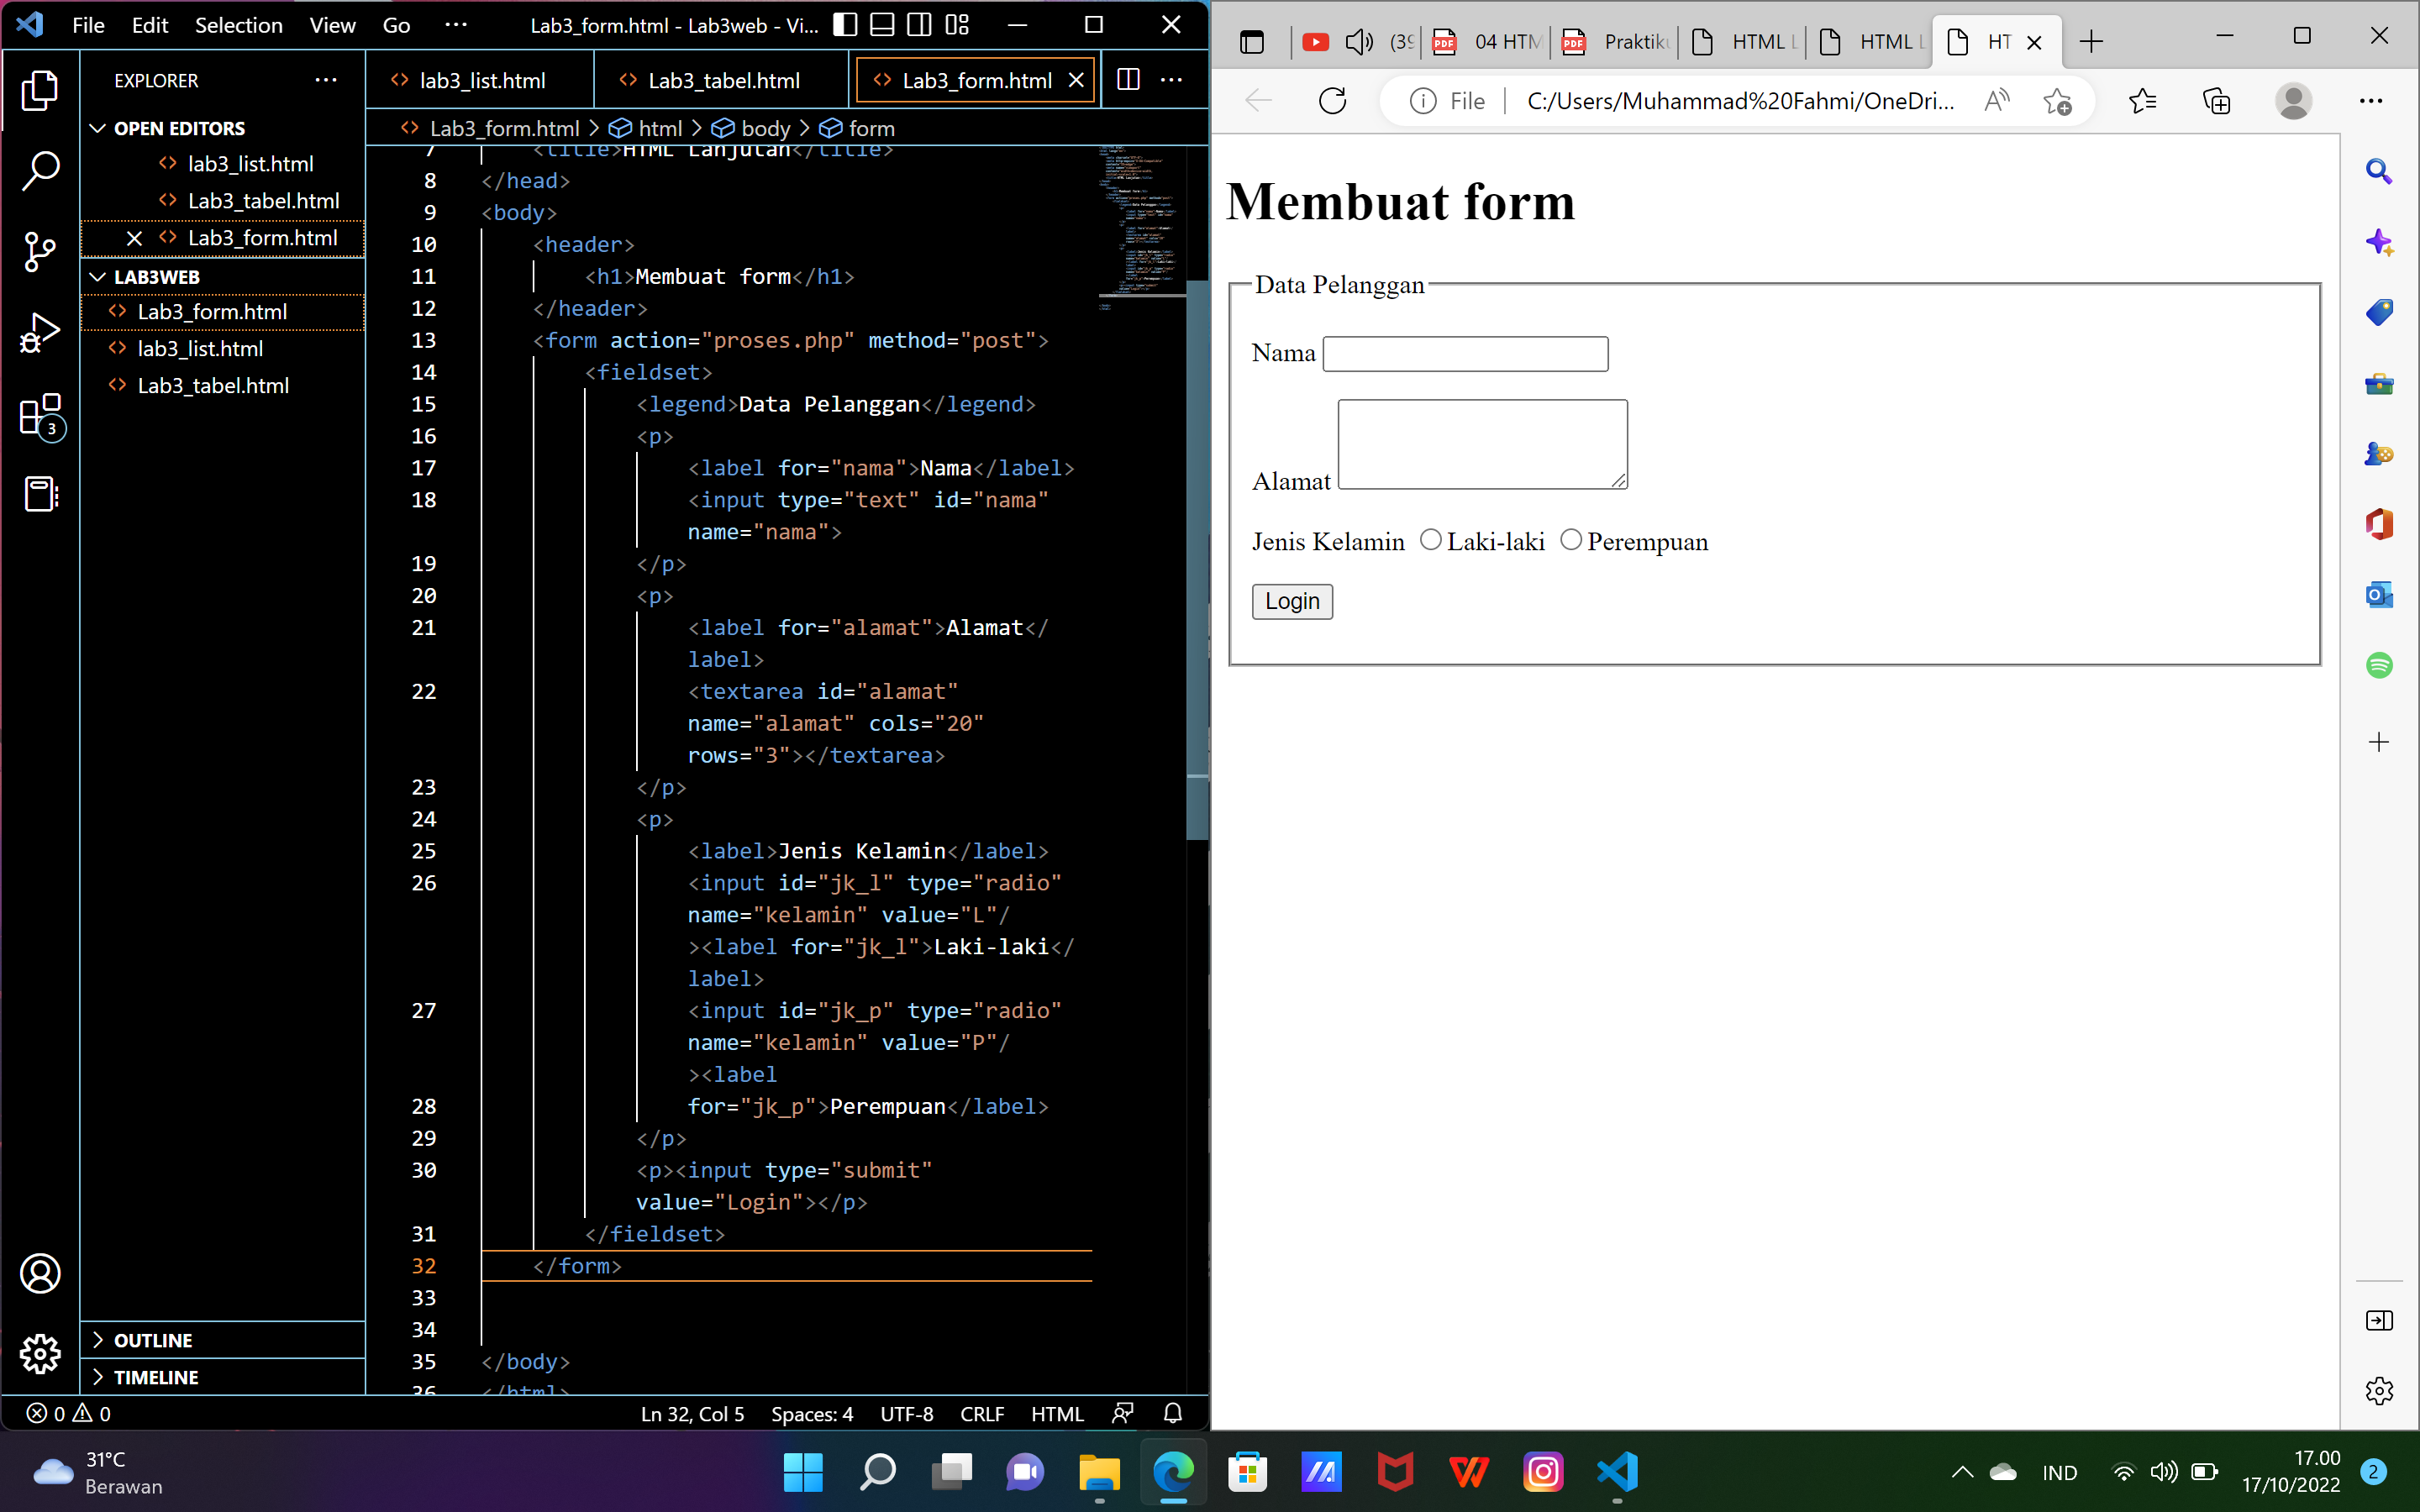 File Edit Selection View Go ··· Lab3_form.html - Lab3web - Vi...
EXPLORER
OPEN EDITORS
lab3_list.html
Lab3_tabel.html
Lab3_form.html
LAB3WEB
Lab3_form.html
lab3_list.html
Lab3_tabel.html
3
OUTLINE
TIMELINE
lab3_list.html Lab3_tabel.html Lab3_form.html
Lab3_form.html > html > body > form
7 <title>HTML Lanjutan</title>
8 </head>
9 <body>
10 <header>
11 <h1>Membuat form</h1>
12 </header>
13 <form action="proses.php" method="post">
14 <fieldset>
15 <legend>Data Pelanggan</legend>
16 <p>
17 <label for="nama">Nama</label>
18 <input type="text" id="nama"
name="nama">
19 </p>
20 <p>
21 <label for="alamat">Alamat</
label>
22 <textarea id="alamat"
name="alamat" cols="20"
rows="3"></textarea>
23 </p>
24 <p>
25 <label>Jenis Kelamin</label>
26 <input id="jk_l" type="radio"
name="kelamin" value="L"/
><label for="jk_l">Laki-laki</
label>
27 <input id="jk_p" type="radio"
name="kelamin" value="P"/
><label
28 for="jk_p">Perempuan</label>
29 </p>
30 <p><input type="submit"
value="Login"></p>
31 </fieldset>
32 </form>
33
34
35 </body>
36 </html>
0 0 Ln 32, Col 5 Spaces: 4 UTF-8 CRLF HTML
(39 04 HTM Praktiku HTML L HTML L HT
File C:/Users/Muhammad%20Fahmi/OneDri...
Membuat form
Data Pelanggan
Nama
Alamat
Jenis Kelamin Laki-laki Perempuan
Login
31°C
Berawan
IND
17.00
17/10/2022
2